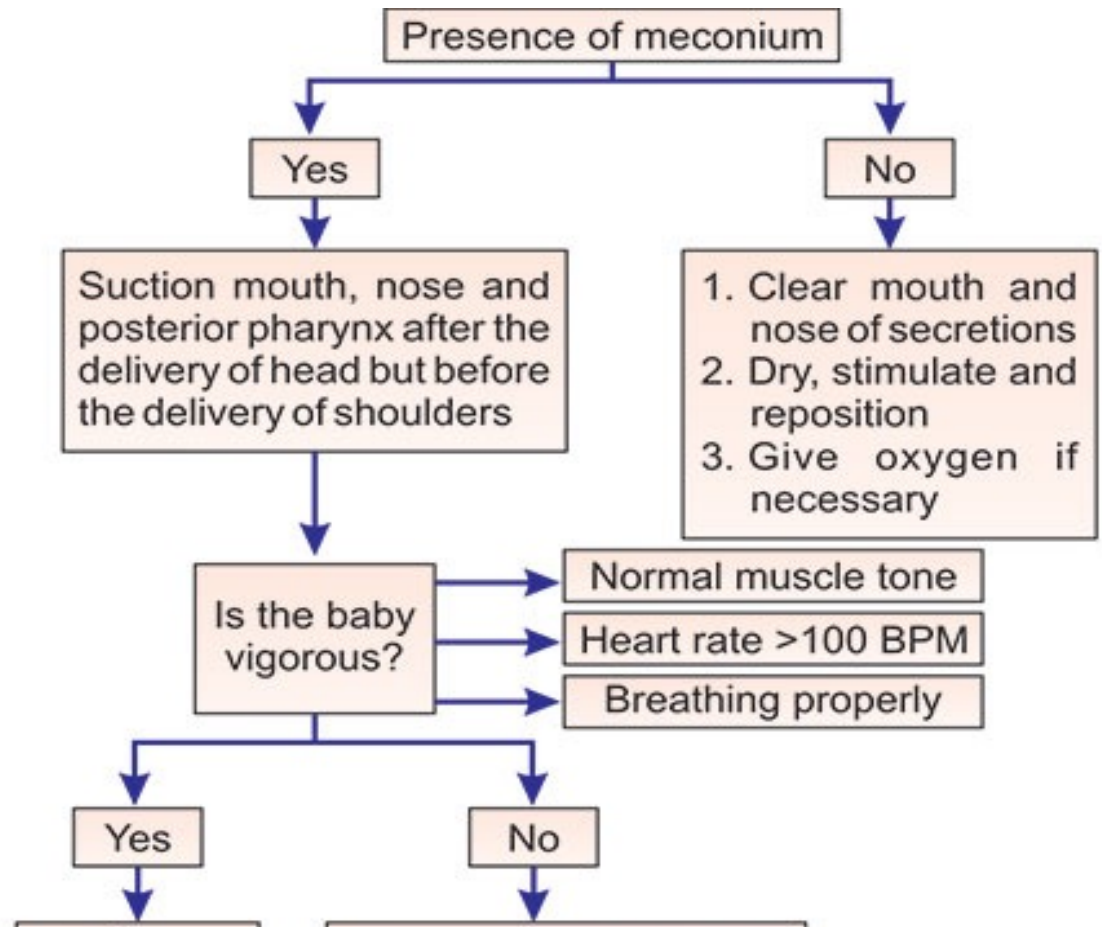 Presence of meconium
Yes
No
Suction mouth, nose and
posterior pharynx after the
delivery of head but before
the delivery of shoulders
1. Clear mouth and
nose of secretions
2. Dry, stimulate and
reposition
3. Give oxygen if
necessary
Is the baby
vigorous?
Normal muscle tone
Heart rate >100 BPM
Breathing properly
Yes
No